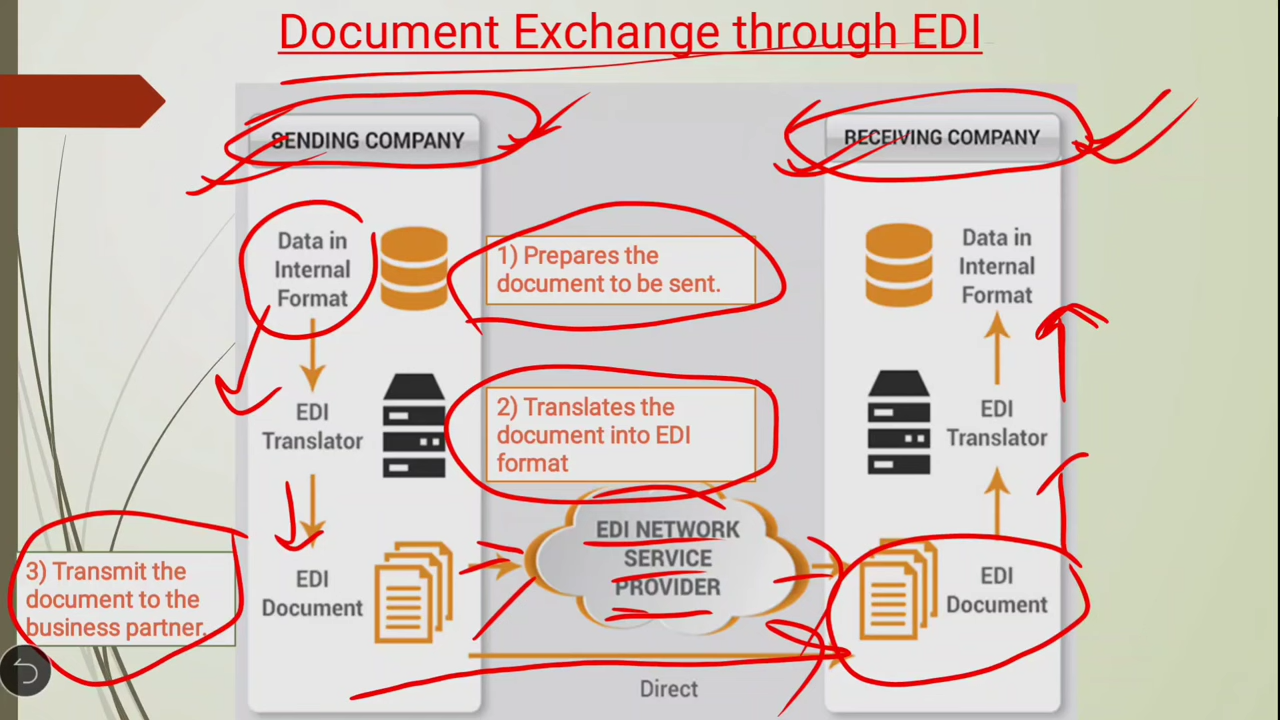 Document Exchange through EDI
SENDING COMPANY
Data in
Internal
Format
EDI
Translator
EDI
Document
1) Prepares the
document to be sent.
2) Translates the
document into EDI
format
3) Transmit the
document to the
business partner.
EDI NETWORK
SERVICE
PROVIDER
Direct
RECEIVING COMPANY
Data in
Internal
Format
EDI
Translator
EDI
Document